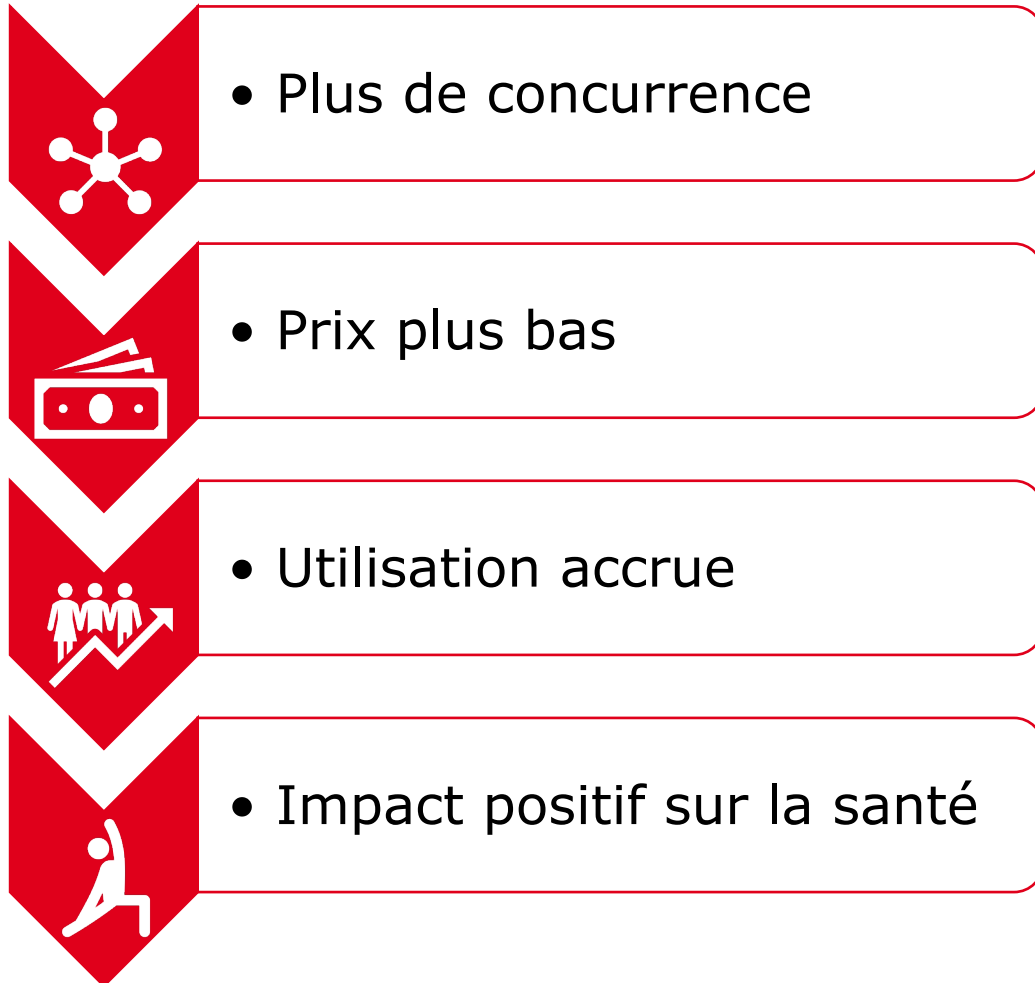 • Plus de concurrence
• Prix plus bas
• Utilisation accrue
• Impact positif sur la santé